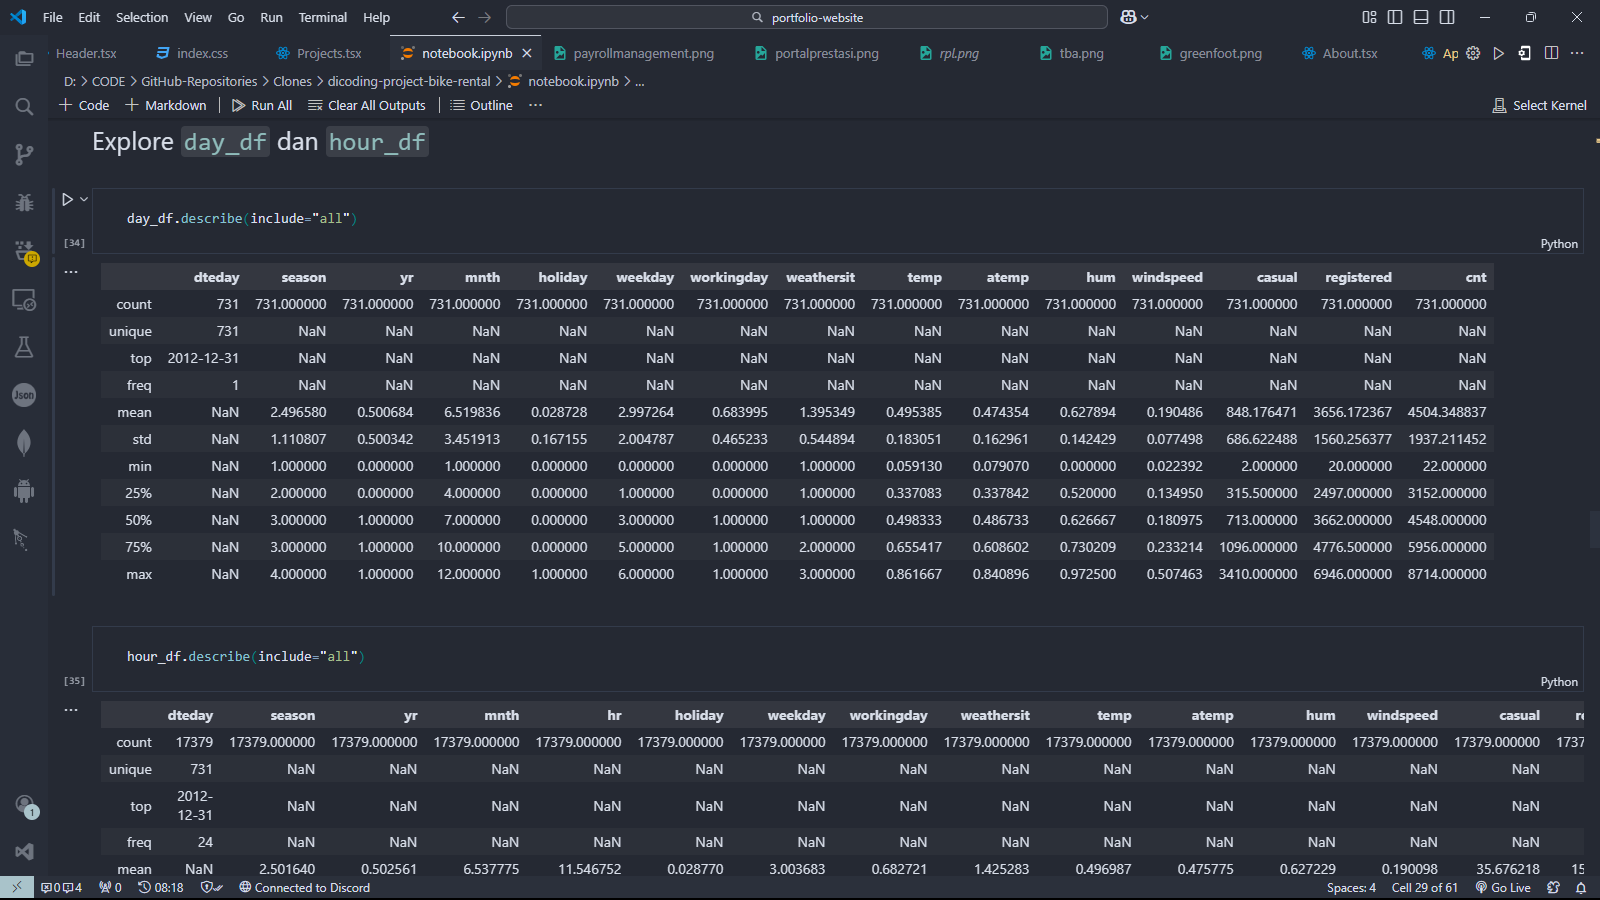 File Edit Selection View Go Run Terminal Help portfolio-website
Header.tsx index.css Projects.tsx notebook.ipynb payrollmanagement.png portalprestasi.png rpl.png tba.png greenfoot.png About.tsx Ap
D: > CODE > GitHub-Repositories > Clones > dicoding-project-bike-rental > notebook.ipynb > ...
+ Code + Markdown | Run All Clear All Outputs | Outline ... Select Kernel
Explore day_df dan hour_df
day_df.describe(include="all")
[34] Python
dteday season yr mnth holiday weekday workingday weathersit temp atemp hum windspeed casual registered cnt
count 731 731.000000 731.000000 731.000000 731.000000 731.000000 731.000000 731.000000 731.000000 731.000000 731.000000 731.000000 731.000000 731.000000 731.000000
unique 731 NaN NaN NaN NaN NaN NaN NaN NaN NaN NaN NaN NaN NaN NaN
top 2012-12-31 NaN NaN NaN NaN NaN NaN NaN NaN NaN NaN NaN NaN NaN NaN
freq 1 NaN NaN NaN NaN NaN NaN NaN NaN NaN NaN NaN NaN NaN NaN
mean NaN 2.496580 0.500684 6.519836 0.028728 2.997264 0.683995 1.395349 0.495385 0.474354 0.627894 0.190486 848.176471 3656.172367 4504.348837
std NaN 1.110807 0.500342 3.451913 0.167155 2.004787 0.465233 0.544894 0.183051 0.162961 0.142429 0.077498 686.622488 1560.256377 1937.211452
min NaN 1.000000 0.000000 1.000000 0.000000 0.000000 0.000000 1.000000 0.059130 0.079070 0.000000 0.022392 2.000000 20.000000 22.000000
25% NaN 2.000000 0.000000 4.000000 0.000000 1.000000 0.000000 1.000000 0.337083 0.337842 0.520000 0.134950 315.500000 2497.000000 3152.000000
50% NaN 3.000000 1.000000 7.000000 0.000000 3.000000 1.000000 1.000000 0.498333 0.486733 0.626667 0.180975 713.000000 3662.000000 4548.000000
75% NaN 3.000000 1.000000 10.000000 0.000000 5.000000 1.000000 2.000000 0.655417 0.608602 0.730209 0.233214 1096.000000 4776.500000 5956.000000
max NaN 4.000000 1.000000 12.000000 1.000000 6.000000 1.000000 3.000000 0.861667 0.840896 0.972500 0.507463 3410.000000 6946.000000 8714.000000
hour_df.describe(include="all")
[35] Python
dteday season yr mnth hr holiday weekday workingday weathersit temp atemp hum windspeed casual re
count 17379 17379.000000 17379.000000 17379.000000 17379.000000 17379.000000 17379.000000 17379.000000 17379.000000 17379.000000 17379.000000 17379.000000 17379.000000 17379.000000 1737
unique 731 NaN NaN NaN NaN NaN NaN NaN NaN NaN NaN NaN NaN NaN
top 2012-12-31 NaN NaN NaN NaN NaN NaN NaN NaN NaN NaN NaN NaN NaN
freq 24 NaN NaN NaN NaN NaN NaN NaN NaN NaN NaN NaN NaN NaN
mean NaN 2.501640 0.502561 6.537775 11.546752 0.028770 3.003683 0.682721 1.425283 0.496987 0.475775 0.627229 0.190098 35.676218 15
Json
1
0 4 0 08:18 Connected to Discord Spaces: 4 Cell 29 of 61 Go Live